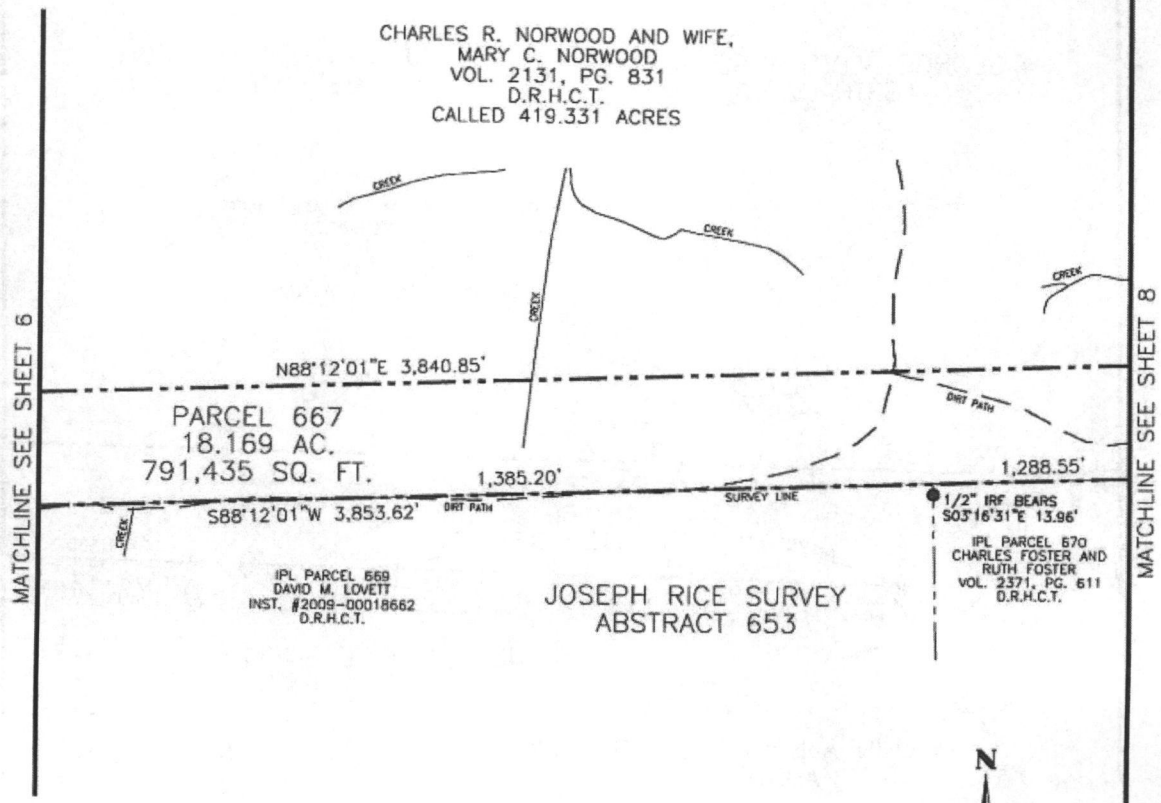 CHARLES R. NORWOOD AND WIFE,
MARY C. NORWOOD
VOL. 2131, PG. 831
D.R.H.C.T.
CALLED 419.331 ACRES
CREEK
CREEK
CREEK
CREEK
MATCHLINE SEE SHEET 6
MATCHLINE SEE SHEET 8
N88°12'01"E 3,840.85'
DIRT PATH
PARCEL 667
18.169 AC.
791,435 SQ. FT.
1,385.20'
1,288.55'
S88°12'01"W 3,853.62'
DIRT PATH
SURVEY LINE
CREEK
1/2" IRF BEARS
S03°16'31"E 13.96'
IPL PARCEL 670
CHARLES FOSTER AND
RUTH FOSTER
VOL. 2371, PG. 611
D.R.H.C.T.
IPL PARCEL 669
DAVID M. LOVETT
INST. #2009-00018662
D.R.H.C.T.
JOSEPH RICE SURVEY
ABSTRACT 653
N